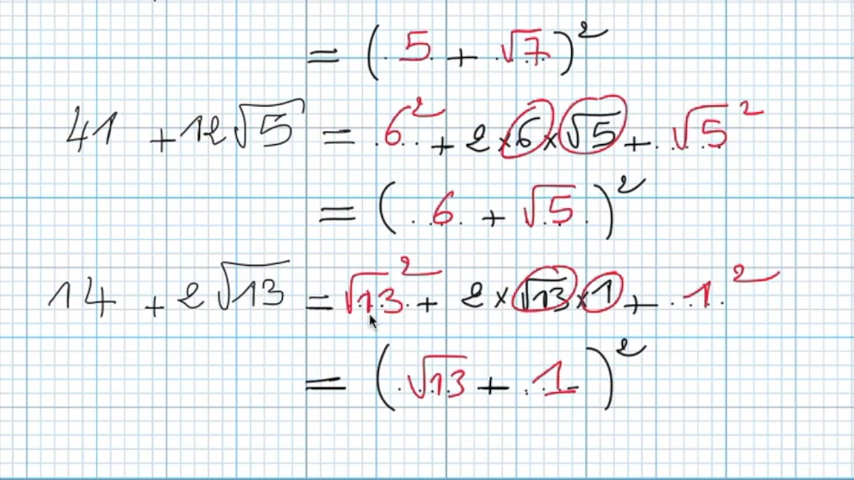 = (5 + √7)²
41 + 12√5 = 6² + 2×6×√5 + √5²
= (6 + √5)²
14 + 2√13 = √13² + 2×√13×1 + 1²
= (√13 + 1)²